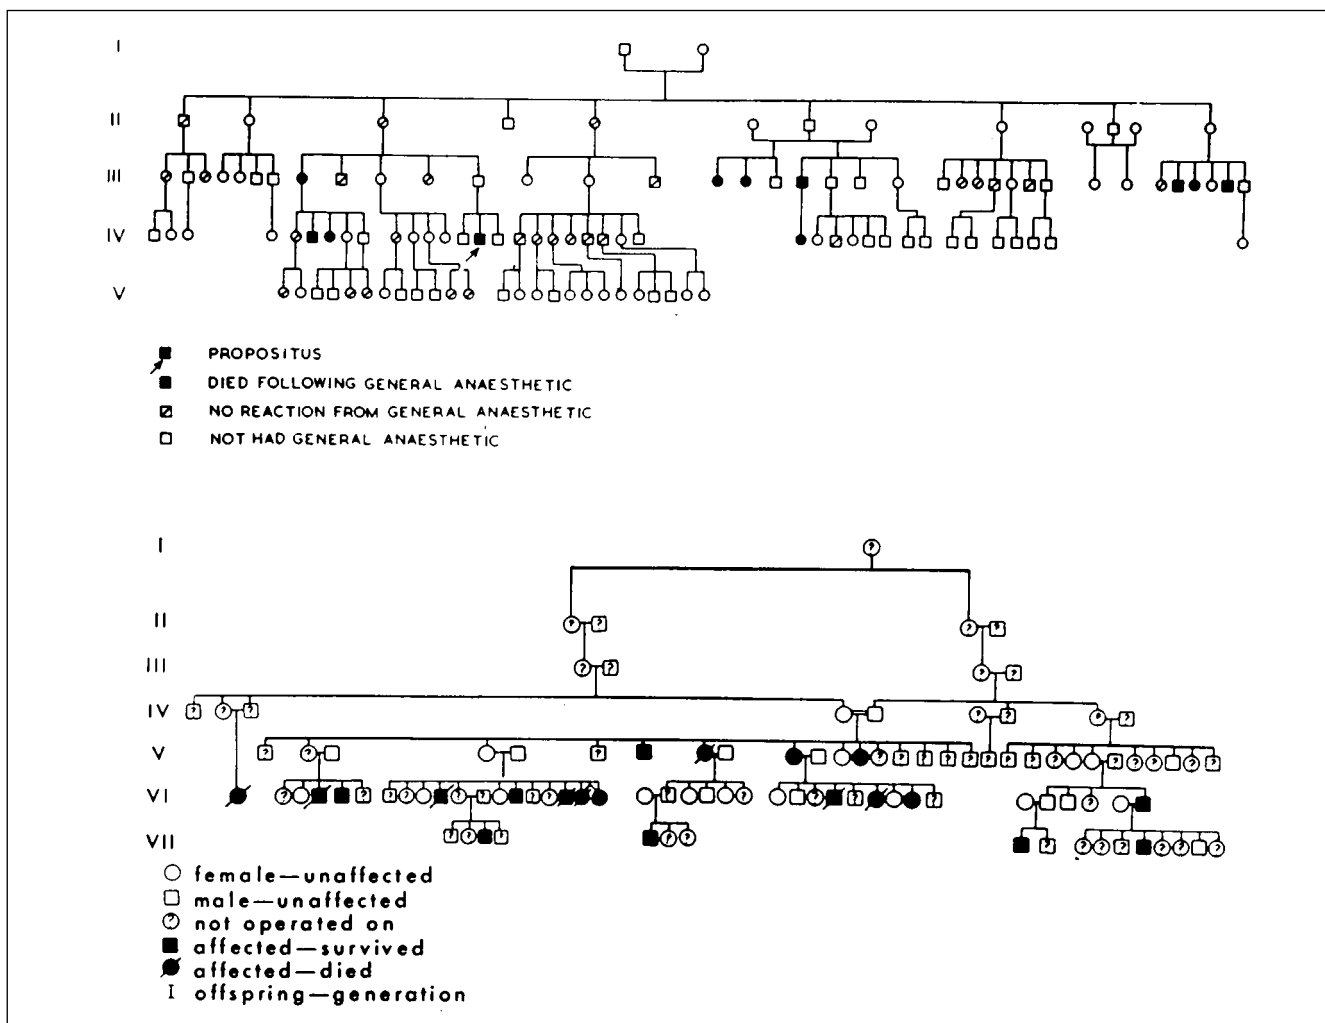 I
II
III
IV
V
PROPOSITUS
DIED FOLLOWING GENERAL ANAESTHETIC
NO REACTION FROM GENERAL ANAESTHETIC
NOT HAD GENERAL ANAESTHETIC
I
II
III
IV
V
VI
VII
female—unaffected
male—unaffected
? not operated on
affected—survived
affected—died
I offspring—generation